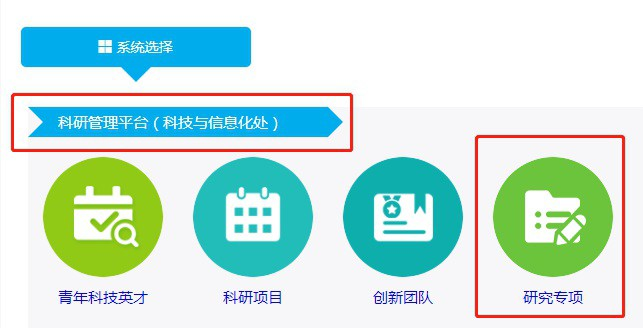 系统选择
科研管理平台（科技与信息化处）
青年科技英才
科研项目
创新团队
研究专项